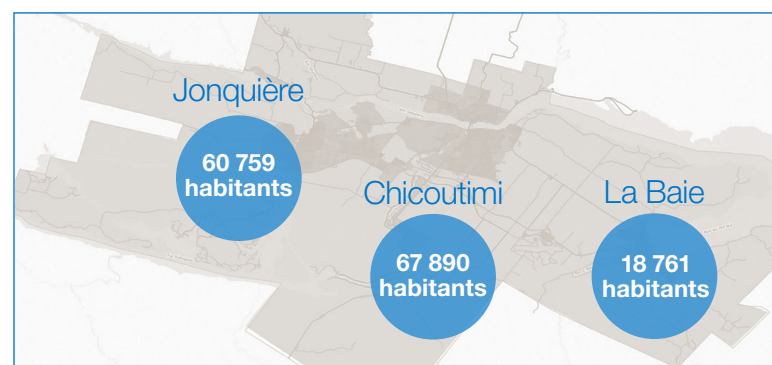 Jonquière
60 759
habitants
Chicoutimi
67 890
habitants
La Baie
18 761
habitants